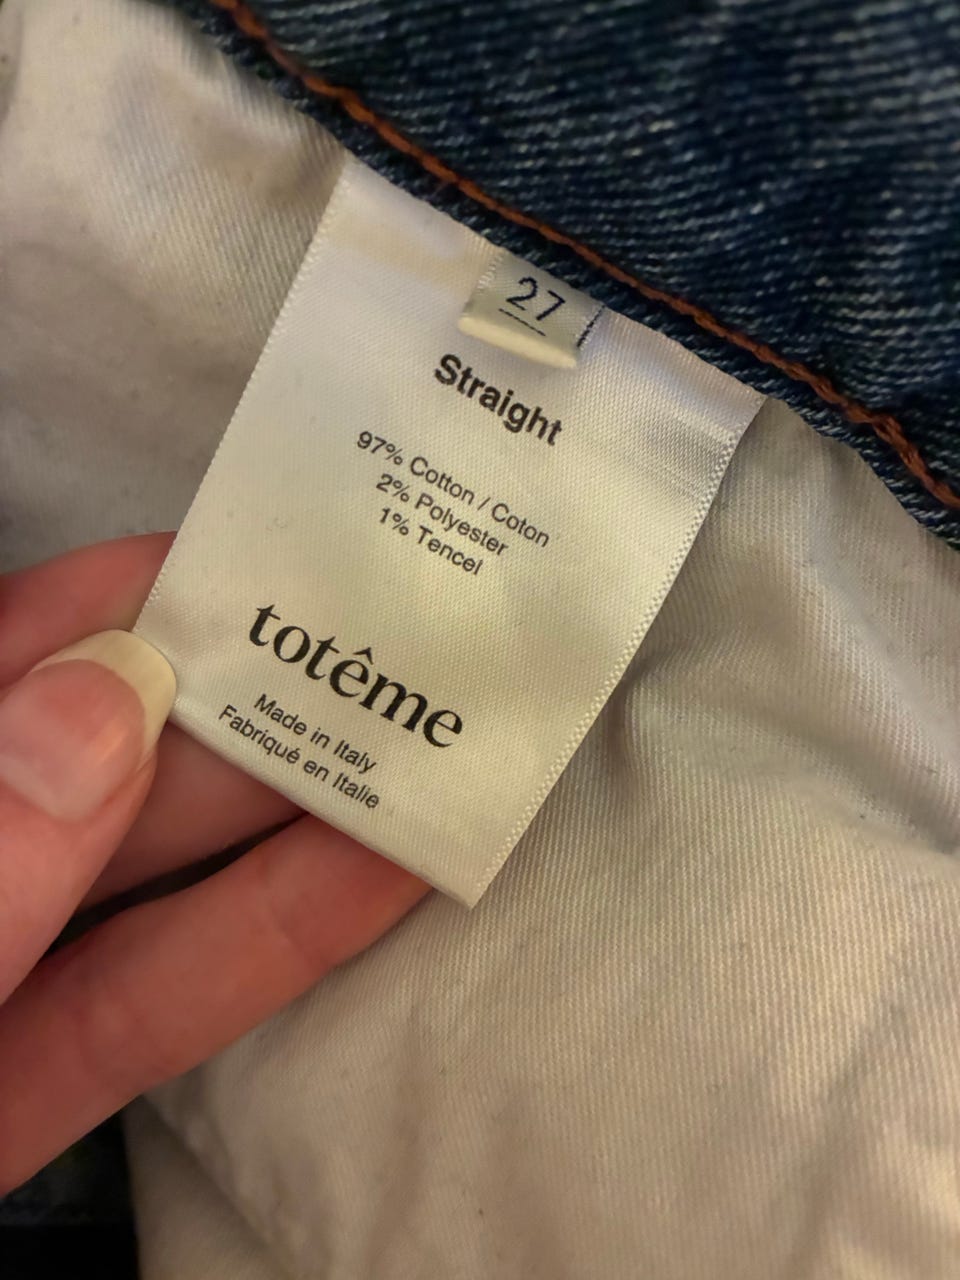 27
Straight
97% Cotton / Coton
2% Polyester
1% Tencel
totême
Made in Italy
Fabriqué en Italie